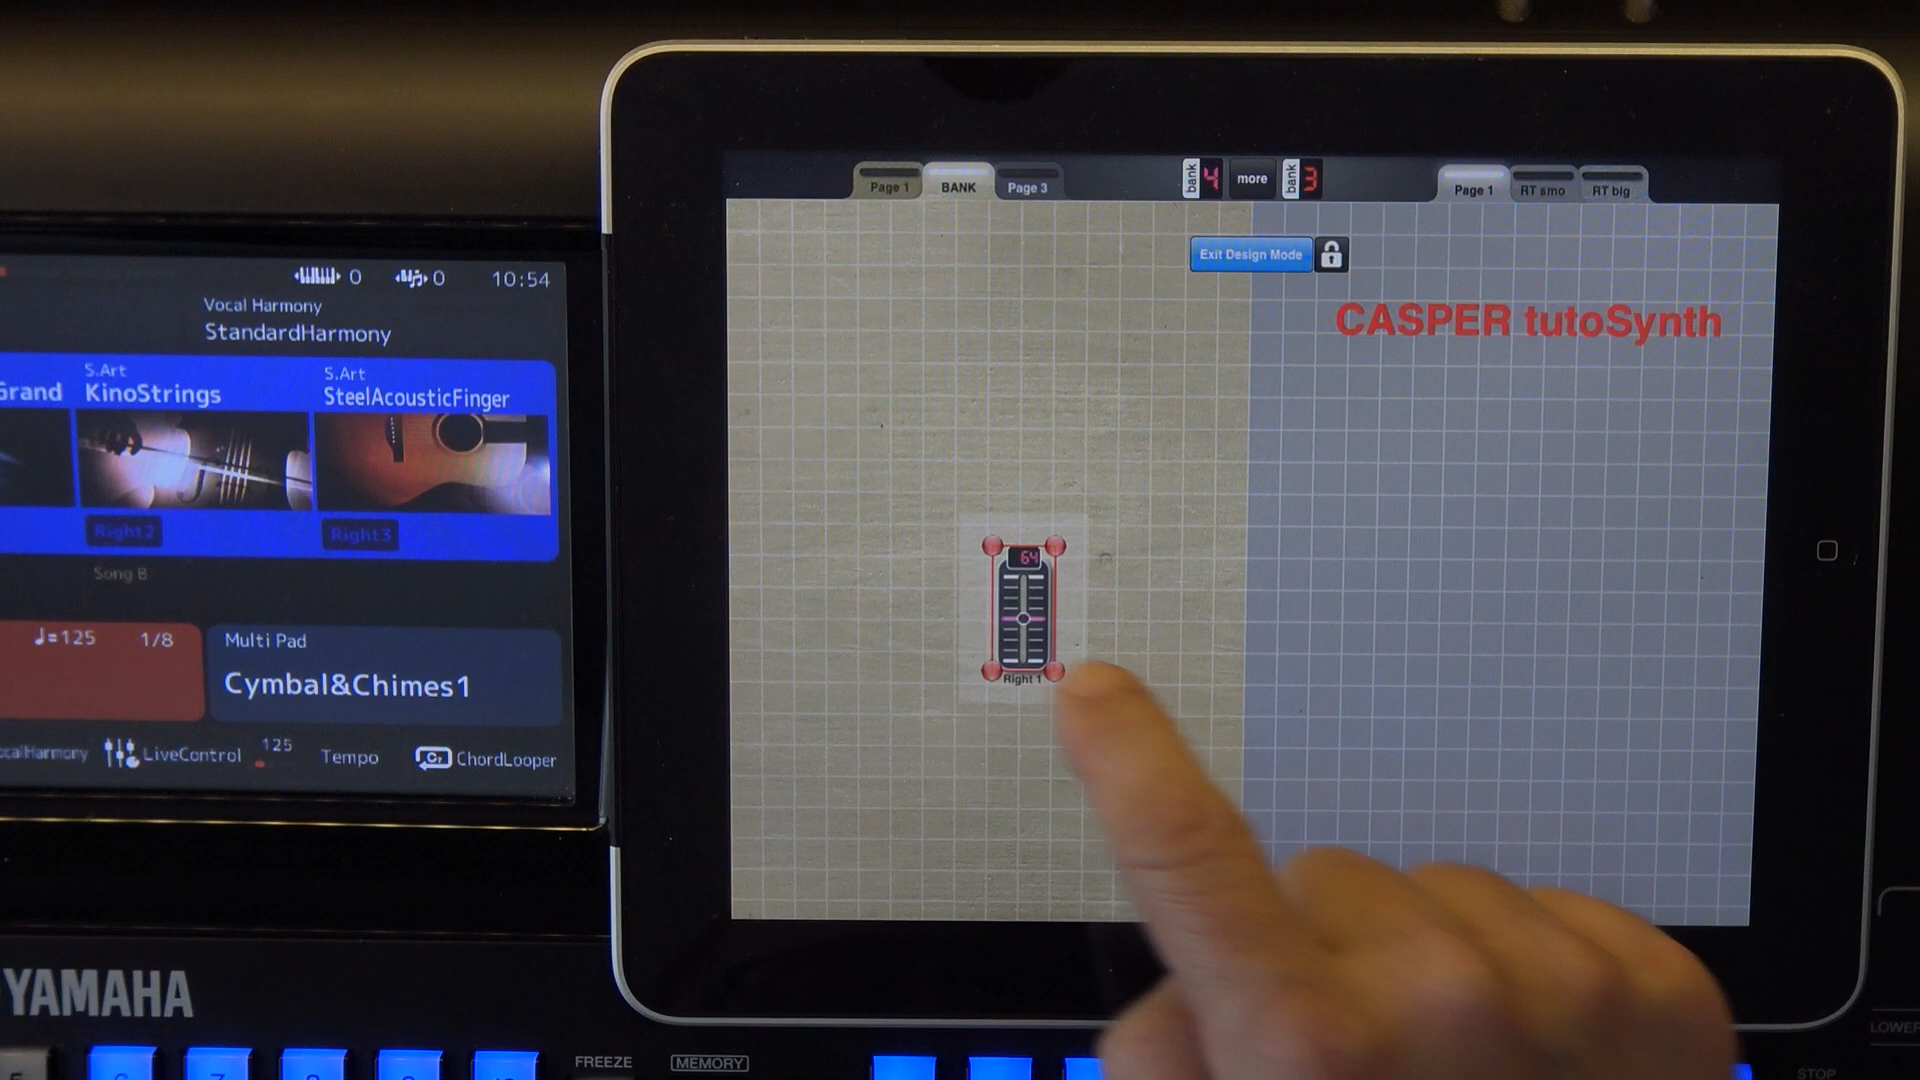 0 0 10:54
Vocal Harmony
StandardHarmony
Grand
S.Art
KinoStrings
S.Art
SteelAcousticFinger
Right2
Right3
Song B
♩=125 1/8
Multi Pad
Cymbal&Chimes1
LiveControl
125
Tempo
ChordLooper
YAMAHA
Page 1
BANK
Page 3
bank 4
more
bank 3
Page 1
RT smo
RT big
Exit Design Mode
CASPER tutoSynth
64
Right 1
FREEZE
MEMORY
LOWER
STOP